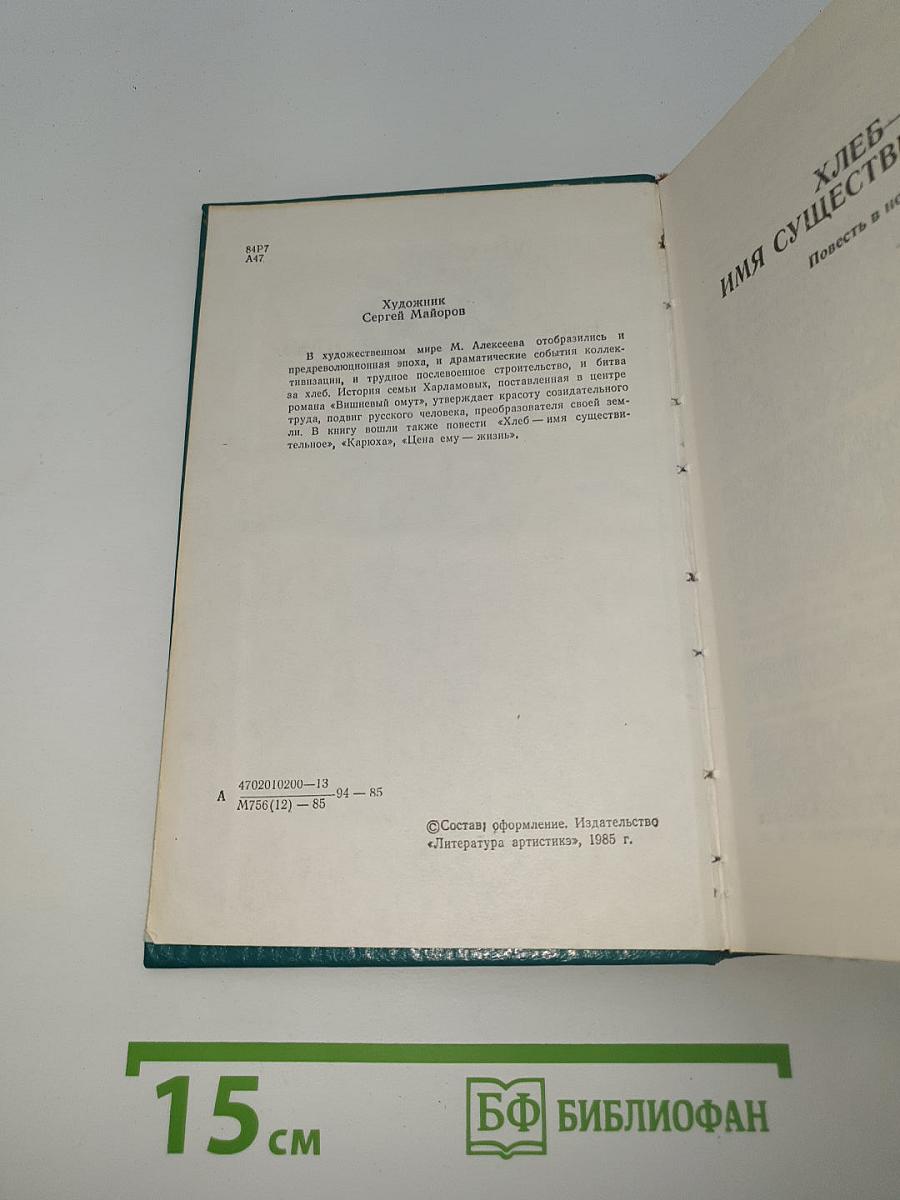 84Р7
А47
Художник
Сергей Майоров
В художественном мире М. Алексеева отобразились и
предреволюционная эпоха, и драматические события коллек-
тивизации, и трудное послевоенное строительство, и битва
за хлеб. История семьи Харламовых, поставленная в центре
романа «Вишневый омут», утверждает красоту созидательного
труда, подвиг русского человека, преобразователя своей зем-
ли. В книгу вошли также повести «Хлеб — имя существи-
тельное», «Карюха», «Цена ему — жизнь».
А
4702010200—13
М756(12) — 85
94 — 85
©Состав, оформление. Издательство
«Литература артистикэ», 1985 г.
ХЛЕБ—
ИМЯ
Повесть в
15 см
БФ БИБЛИОФАН